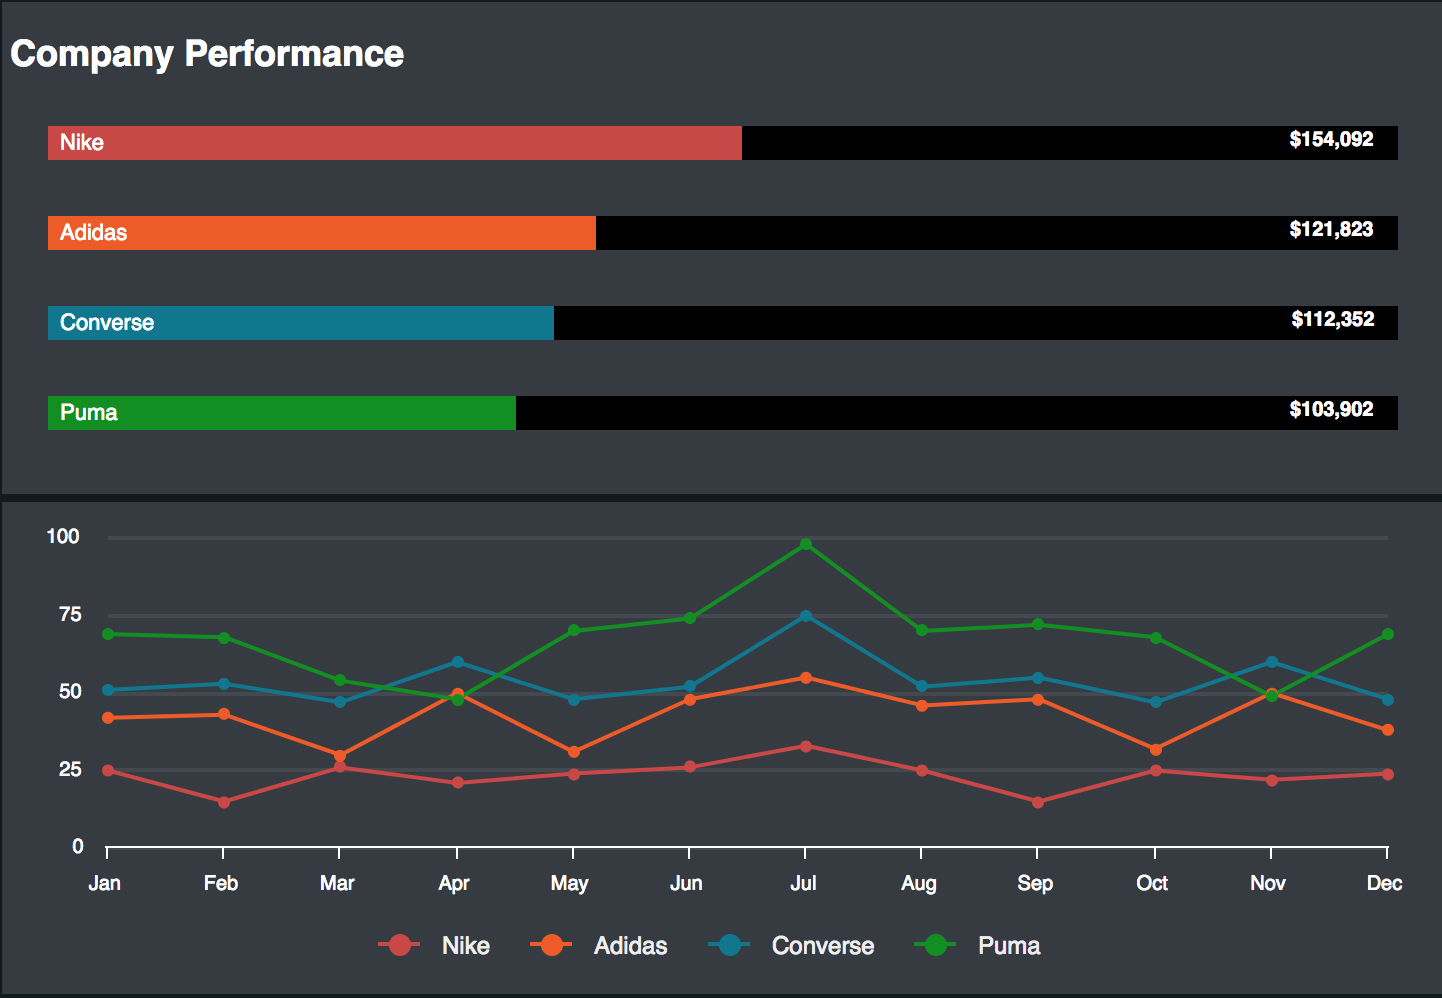 Company Performance
Nike $154,092
Adidas $121,823
Converse $112,352
Puma $103,902
100
75
50
25
0
Jan Feb Mar Apr May Jun Jul Aug Sep Oct Nov Dec
Nike Adidas Converse Puma